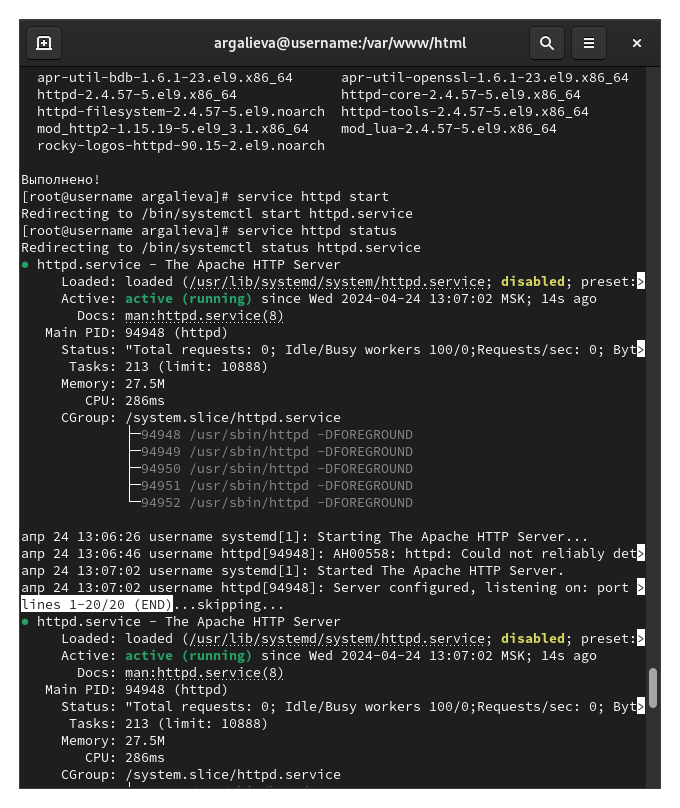 argalieva@username:/var/www/html
apr-util-bdb-1.6.1-23.el9.x86_64 apr-util-openssl-1.6.1-23.el9.x86_64
httpd-2.4.57-5.el9.x86_64 httpd-core-2.4.57-5.el9.x86_64
httpd-filesystem-2.4.57-5.el9.noarch httpd-tools-2.4.57-5.el9.x86_64
mod_http2-1.15.19-5.el9_3.1.x86_64 mod_lua-2.4.57-5.el9.x86_64
rocky-logos-httpd-90.15-2.el9.noarch
Выполнено!
[root@username argalieva]# service httpd start
Redirecting to /bin/systemctl start httpd.service
[root@username argalieva]# service httpd status
Redirecting to /bin/systemctl status httpd.service
● httpd.service - The Apache HTTP Server
Loaded: loaded (/usr/lib/systemd/system/httpd.service; disabled; preset:>
Active: active (running) since Wed 2024-04-24 13:07:02 MSK; 14s ago
Docs: man:httpd.service(8)
Main PID: 94948 (httpd)
Status: "Total requests: 0; Idle/Busy workers 100/0;Requests/sec: 0; Byt>
Tasks: 213 (limit: 10888)
Memory: 27.5M
CPU: 286ms
CGroup: /system.slice/httpd.service
├─94948 /usr/sbin/httpd -DFOREGROUND
├─94949 /usr/sbin/httpd -DFOREGROUND
├─94950 /usr/sbin/httpd -DFOREGROUND
├─94951 /usr/sbin/httpd -DFOREGROUND
└─94952 /usr/sbin/httpd -DFOREGROUND
апр 24 13:06:26 username systemd[1]: Starting The Apache HTTP Server...
апр 24 13:06:46 username httpd[94948]: AH00558: httpd: Could not reliably det>
апр 24 13:07:02 username systemd[1]: Started The Apache HTTP Server.
апр 24 13:07:02 username httpd[94948]: Server configured, listening on: port >
lines 1-20/20 (END)...skipping...
● httpd.service - The Apache HTTP Server
Loaded: loaded (/usr/lib/systemd/system/httpd.service; disabled; preset:>
Active: active (running) since Wed 2024-04-24 13:07:02 MSK; 14s ago
Docs: man:httpd.service(8)
Main PID: 94948 (httpd)
Status: "Total requests: 0; Idle/Busy workers 100/0;Requests/sec: 0; Byt>
Tasks: 213 (limit: 10888)
Memory: 27.5M
CPU: 286ms
CGroup: /system.slice/httpd.service